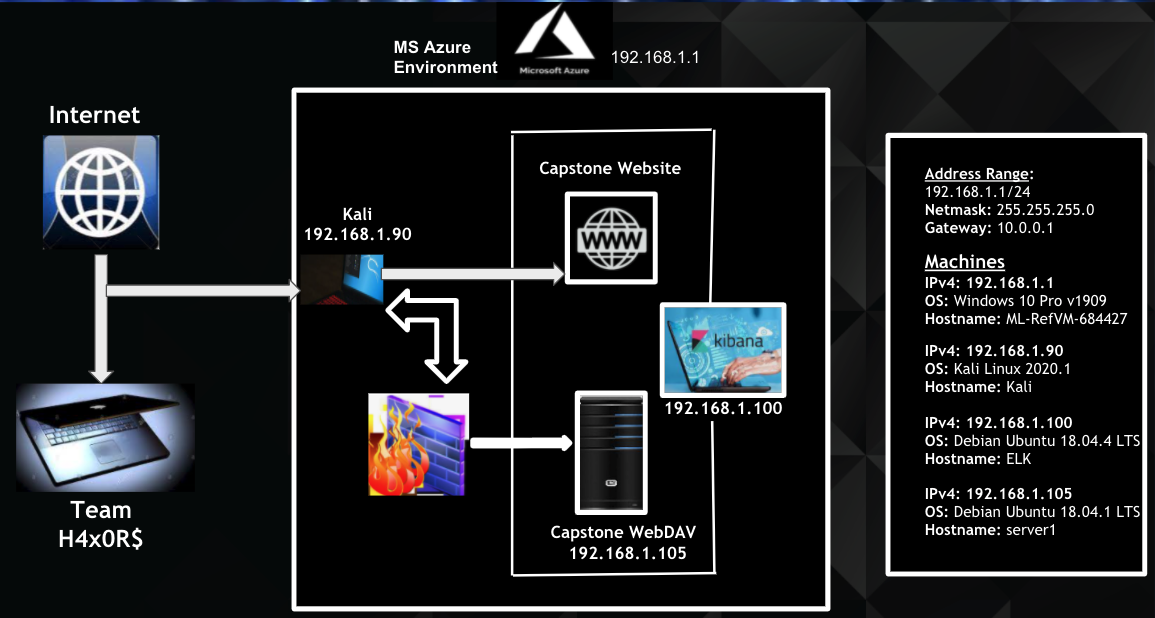 MS Azure
Environment
Microsoft Azure
192.168.1.1
Internet
Kali
192.168.1.90
Capstone Website
WWW
kibana
192.168.1.100
Capstone WebDAV
192.168.1.105
Team
H4x0R$
Address Range:
192.168.1.1/24
Netmask: 255.255.255.0
Gateway: 10.0.0.1
Machines
IPv4: 192.168.1.1
OS: Windows 10 Pro v1909
Hostname: ML-RefVM-684427
IPv4: 192.168.1.90
OS: Kali Linux 2020.1
Hostname: Kali
IPv4: 192.168.1.100
OS: Debian Ubuntu 18.04.4 LTS
Hostname: ELK
IPv4: 192.168.1.105
OS: Debian Ubuntu 18.04.1 LTS
Hostname: server1